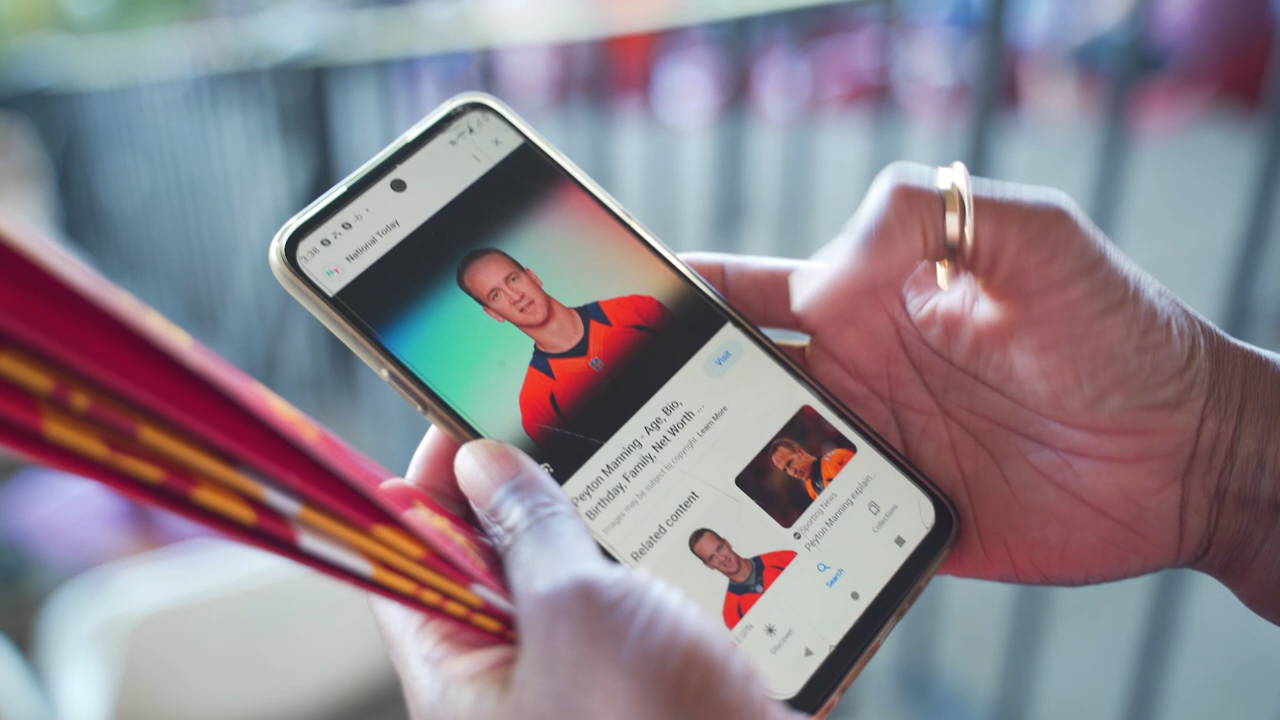 National Today
Visit
Peyton Manning - Age, Bio,
Birthday, Family, Net Worth ...
Images may be subject to copyright. Learn More
Related content
Sporting News
Peyton Manning explain...
ESPN
Discover
Search
Collections